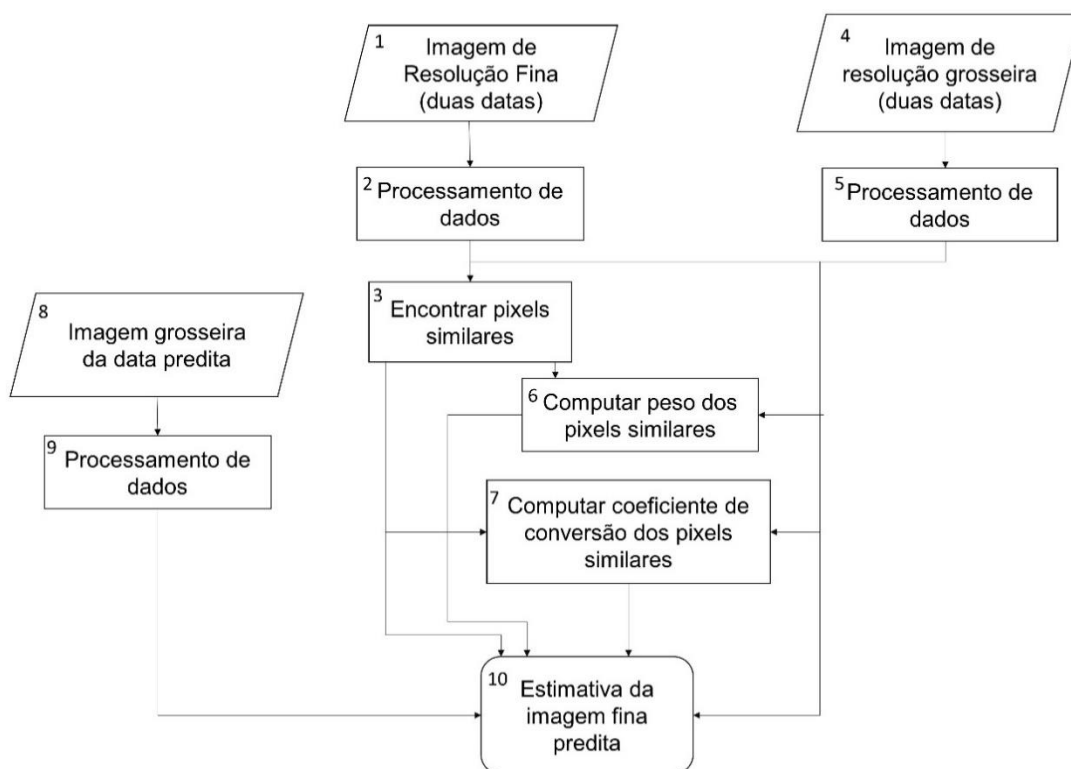 1
Imagem de
Resolução Fina
(duas datas)
4
Imagem de
resolução grosseira
(duas datas)
2
Processamento de
dados
5
Processamento de
dados
3
Encontrar pixels
similares
8
Imagem grosseira
da data predita
6
Computar peso dos
pixels similares
9
Processamento de
dados
7
Computar coeficiente de
conversão dos pixels
similares
10
Estimativa da
imagem fina
predita